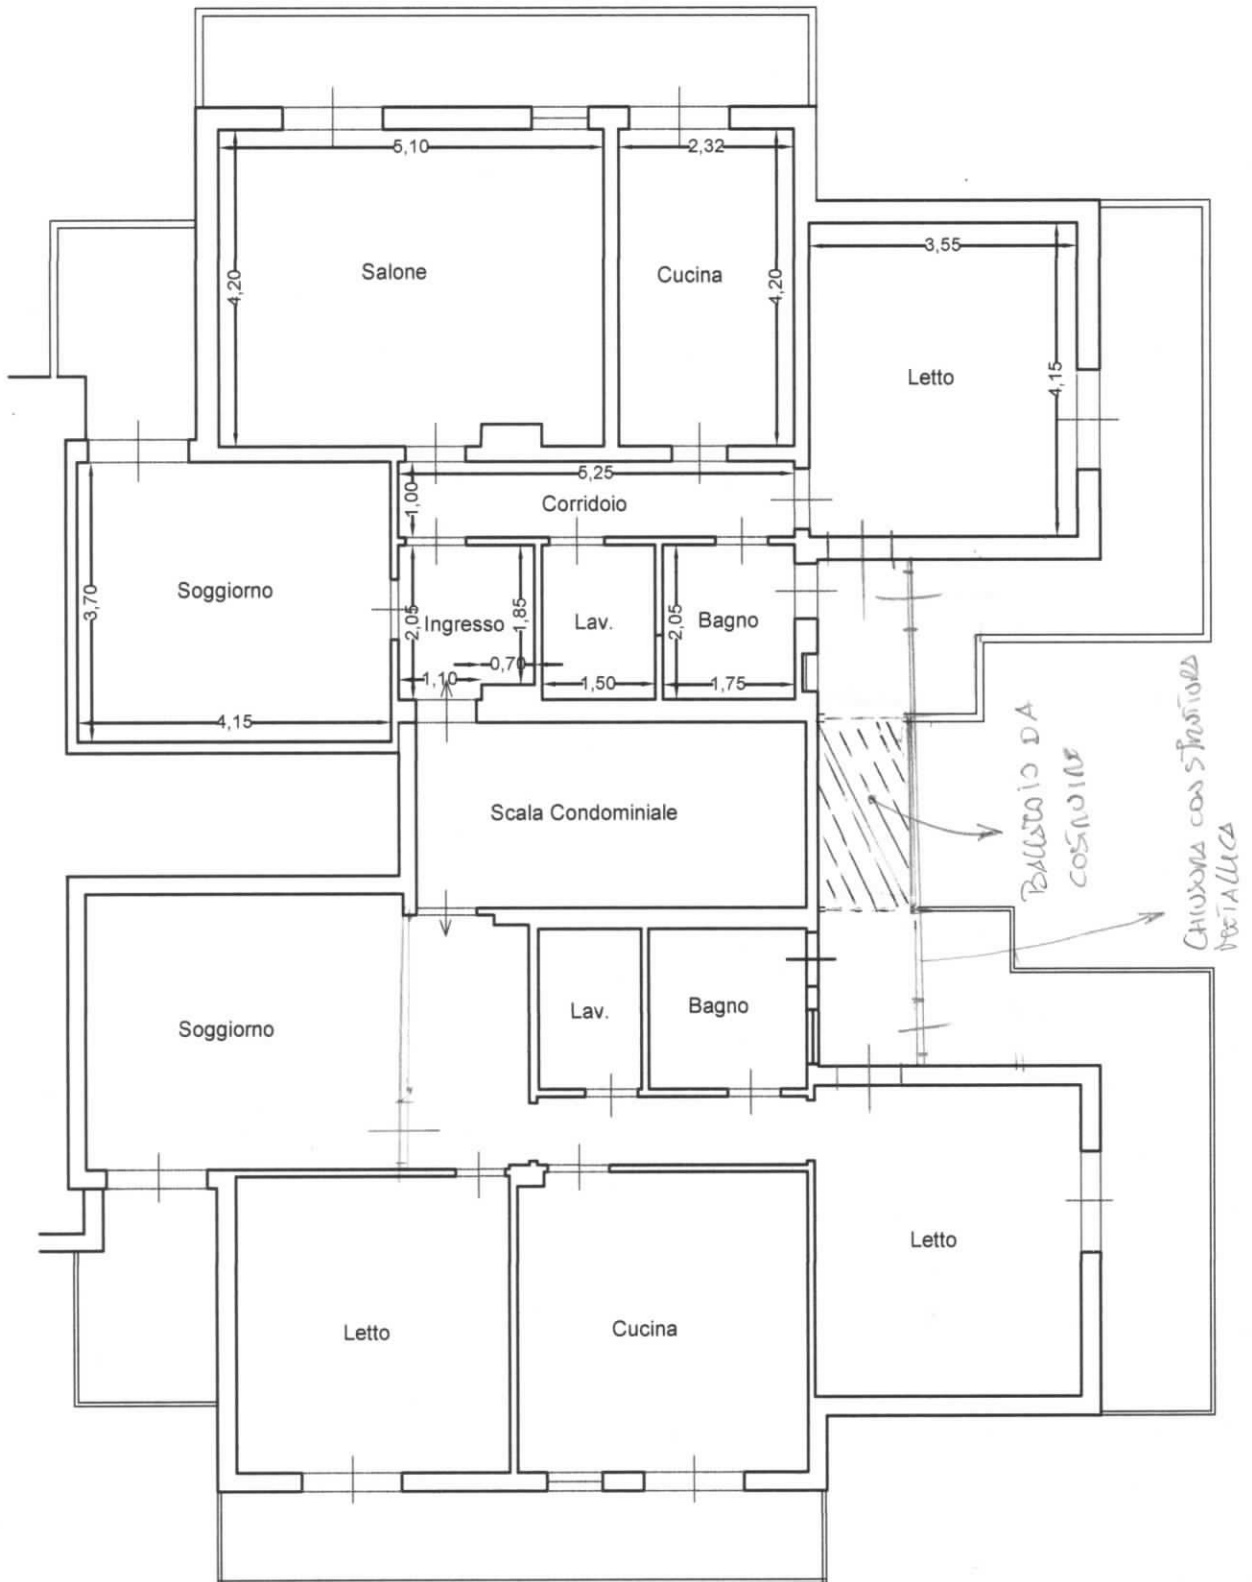 5,10
2,32
3,55
Salone
Cucina
4,20
4,20
Letto
4,15
5,25
1,00
Corridoio
Soggiorno
3,70
2,05
Ingresso
1,85
Lav.
2,05
Bagno
0,70
1,10
1,50
1,75
4,15
Scala Condominiale
BALLATOIO DA
COSTRUIRE
CHIUSURA CON STRUTTURA
METALLICA
Soggiorno
Lav.
Bagno
Letto
Letto
Cucina